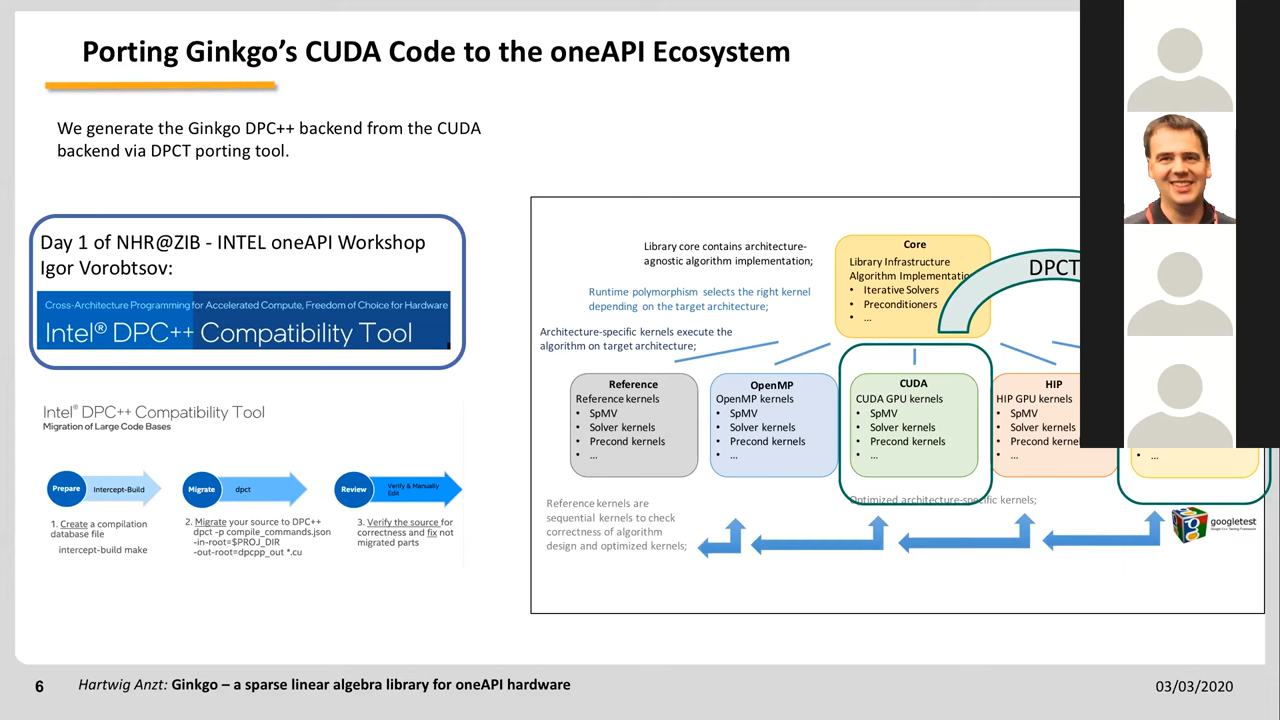 Porting Ginkgo's CUDA Code to the oneAPI Ecosystem
We generate the Ginkgo DPC++ backend from the CUDA
backend via DPCT porting tool.
Day 1 of NHR@ZIB - INTEL oneAPI Workshop
Igor Vorobtsov:
Cross-Architecture Programming for Accelerated Compute, Freedom of Choice for Hardware
Intel® DPC++ Compatibility Tool
Intel® DPC++ Compatibility Tool
Migration of Large Code Bases
Prepare
Intercept-Build
Migrate
dpct
Review
Verify & Manually
Edit
1. Create a compilation
database file
intercept-build make
2. Migrate your source to DPC++
dpct -p compile_commands.json
-in-root=$PROJ_DIR
-out-root=dpcpp_out *.cu
3. Verify the source for
correctness and fix not
migrated parts
Library core contains architecture-
agnostic algorithm implementation;
Runtime polymorphism selects the right kernel
depending on the target architecture;
Architecture-specific kernels execute the
algorithm on target architecture;
Core
Library Infrastructure
Algorithm Implementatio
• Iterative Solvers
• Preconditioners
• ...
DPCT
Reference
Reference kernels
• SpMV
• Solver kernels
• Precond kernels
• ...
OpenMP
OpenMP kernels
• SpMV
• Solver kernels
• Precond kernels
• ...
CUDA
CUDA GPU kernels
• SpMV
• Solver kernels
• Precond kernels
• ...
HIP
HIP GPU kernels
• SpMV
• Solver kernels
• Precond kernel
• ...
• ...
Reference kernels are
sequential kernels to check
correctness of algorithm
design and optimized kernels;
Optimized architecture-specific kernels;
googletest
6
Hartwig Anzt: Ginkgo – a sparse linear algebra library for oneAPI hardware
03/03/2020